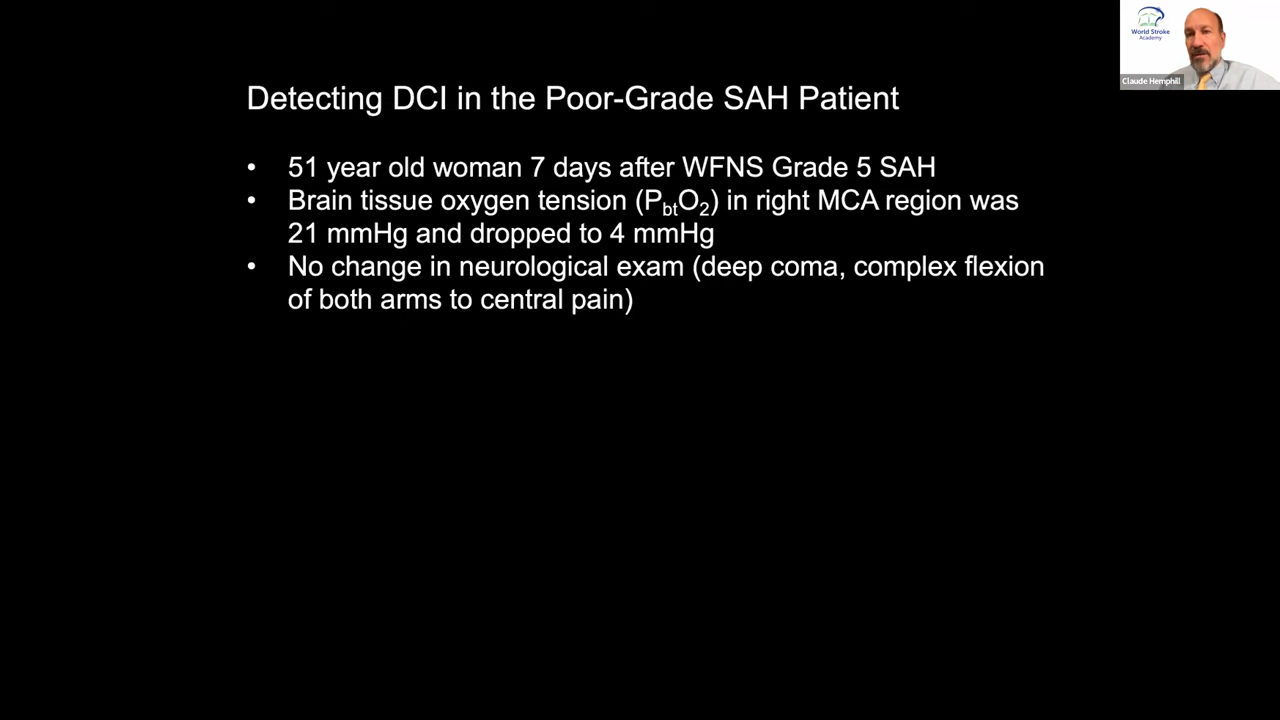 World Stroke
Academy
Claude Hemphill
Detecting DCI in the Poor-Grade SAH Patient
• 51 year old woman 7 days after WFNS Grade 5 SAH
• Brain tissue oxygen tension (PbtO2) in right MCA region was
21 mmHg and dropped to 4 mmHg
• No change in neurological exam (deep coma, complex flexion
of both arms to central pain)